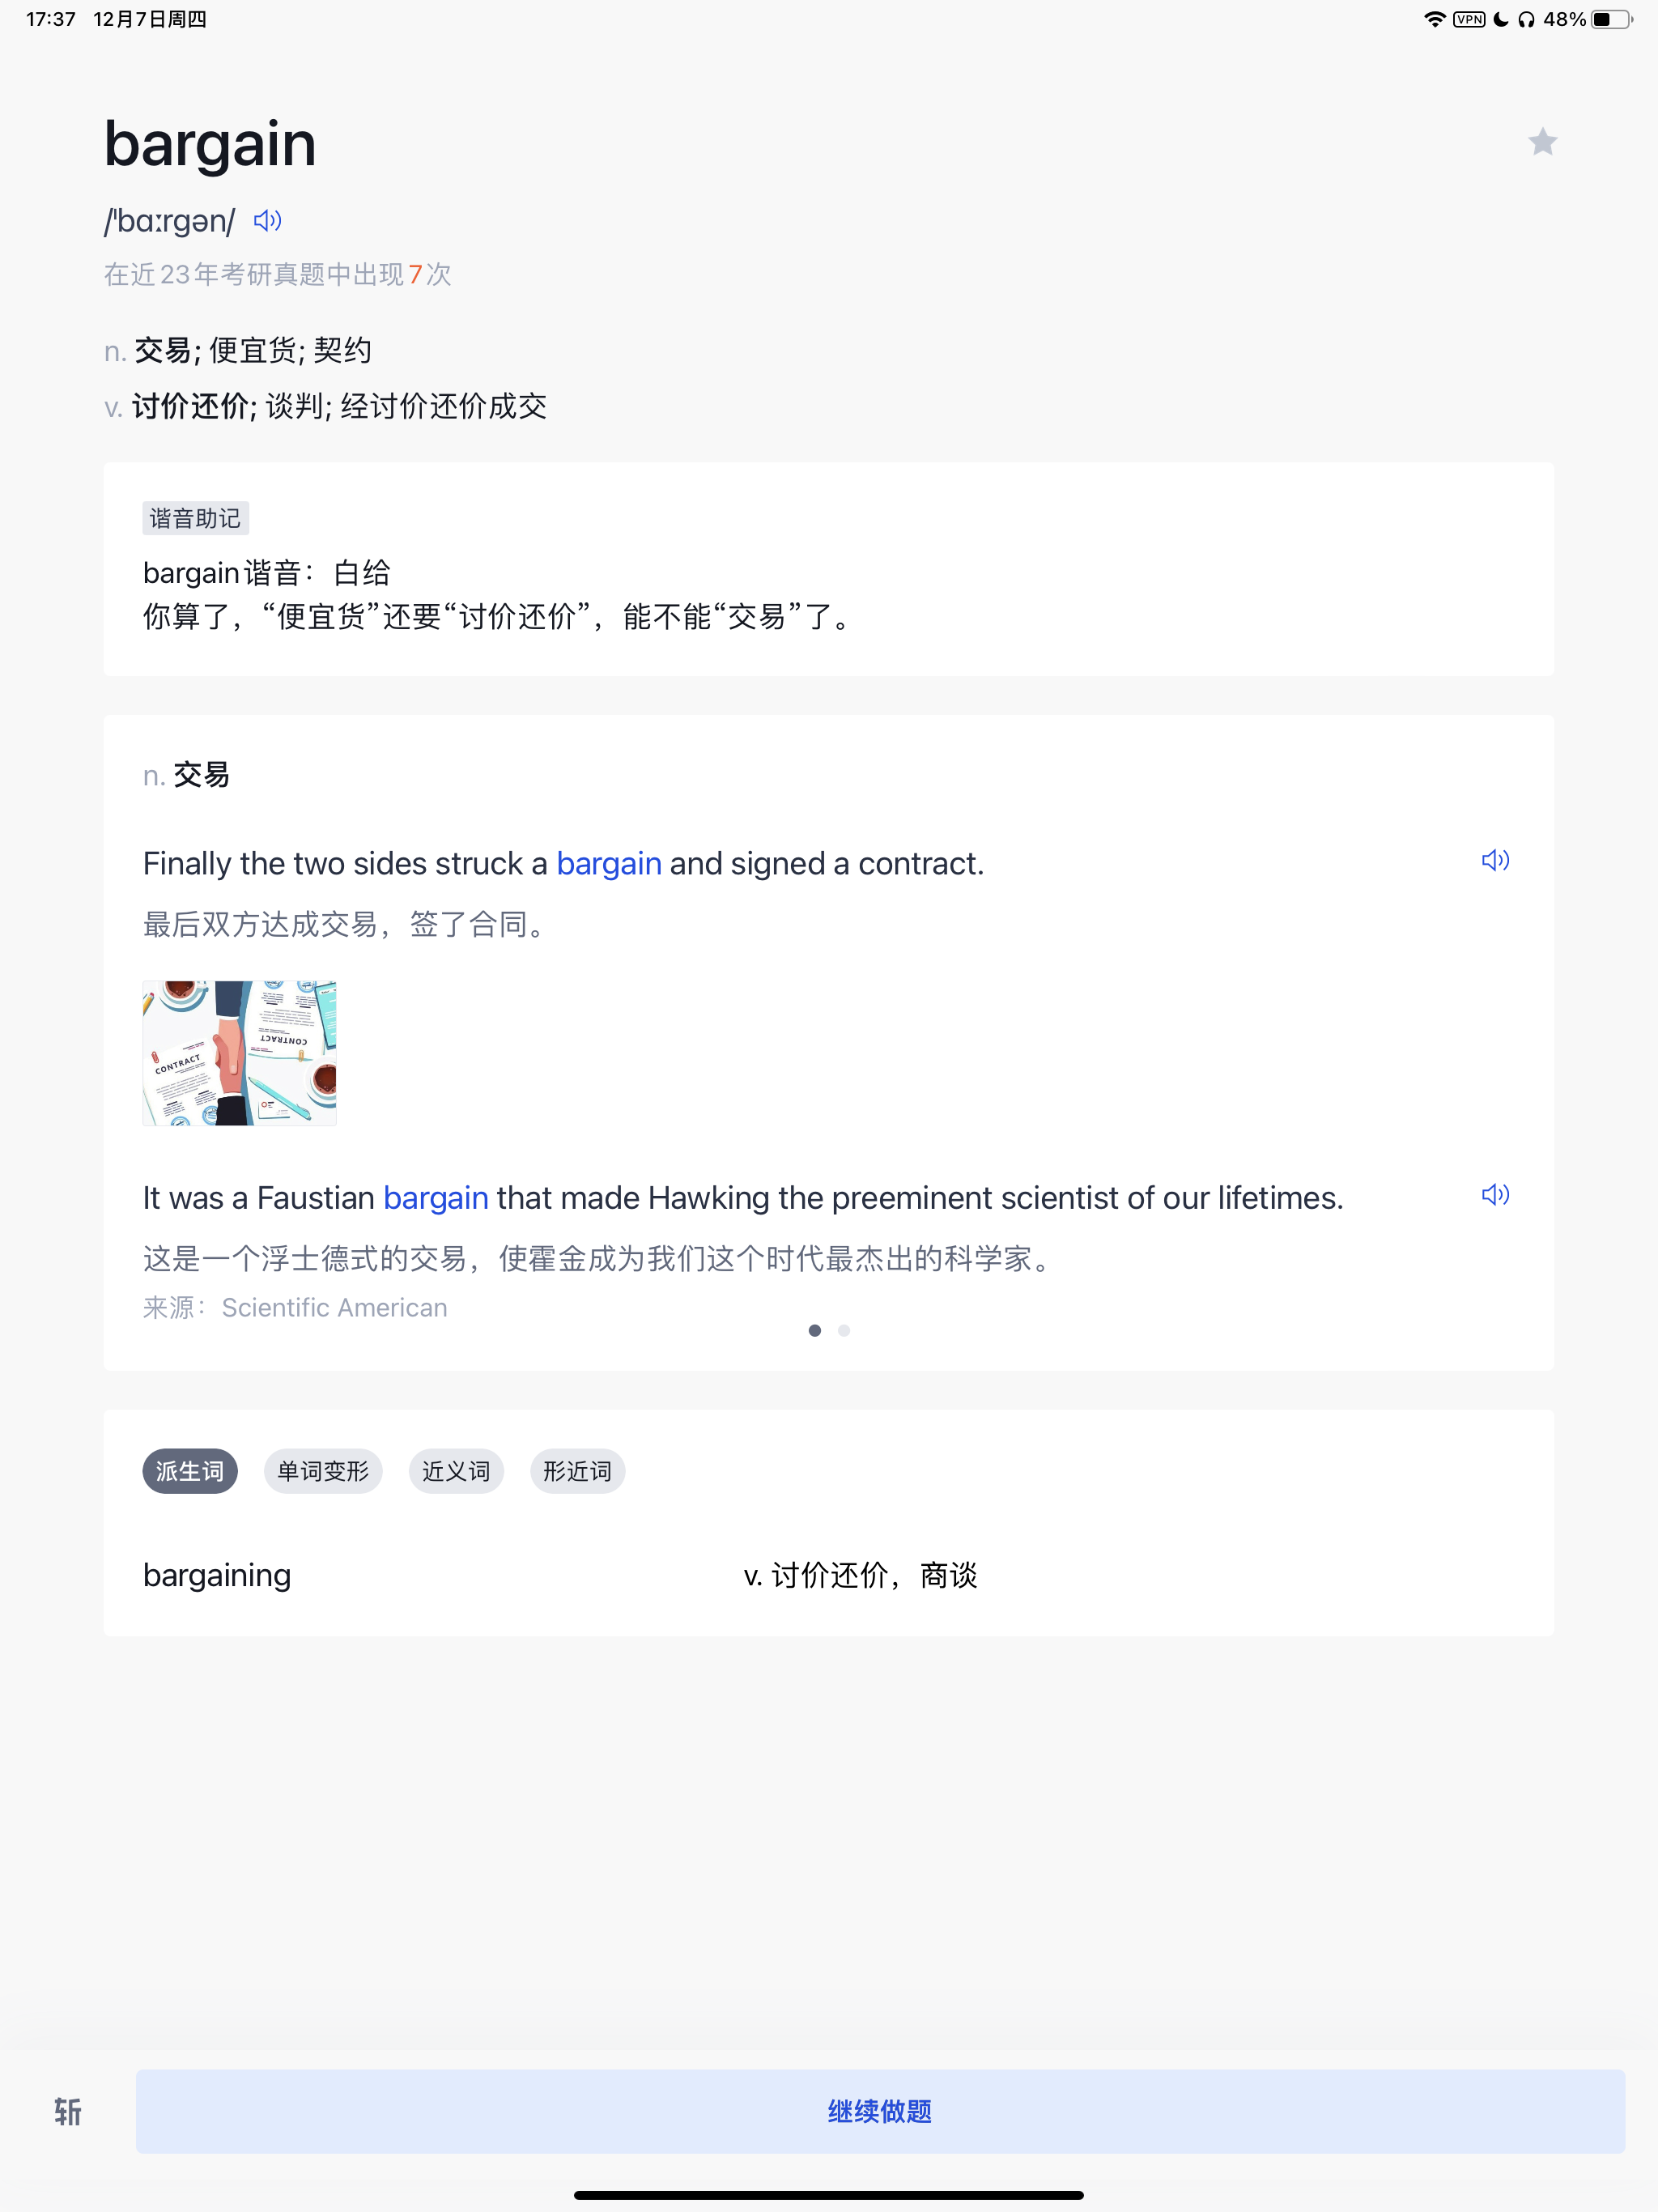 17:37 12月7日周四
VPN 48%
bargain
/ˈbɑːrgən/
在近23年考研真题中出现7次
n. 交易; 便宜货; 契约
v. 讨价还价; 谈判; 经讨价还价成交
谐音助记
bargain谐音：白给
你算了，“便宜货”还要“讨价还价”，能不能“交易”了。
n. 交易
Finally the two sides struck a bargain and signed a contract.
最后双方达成交易，签了合同。
CONTRACT
CONTRACT
It was a Faustian bargain that made Hawking the preeminent scientist of our lifetimes.
这是一个浮士德式的交易，使霍金成为我们这个时代最杰出的科学家。
来源：Scientific American
派生词 单词变形 近义词 形近词
bargaining v. 讨价还价，商谈
斩 继续做题